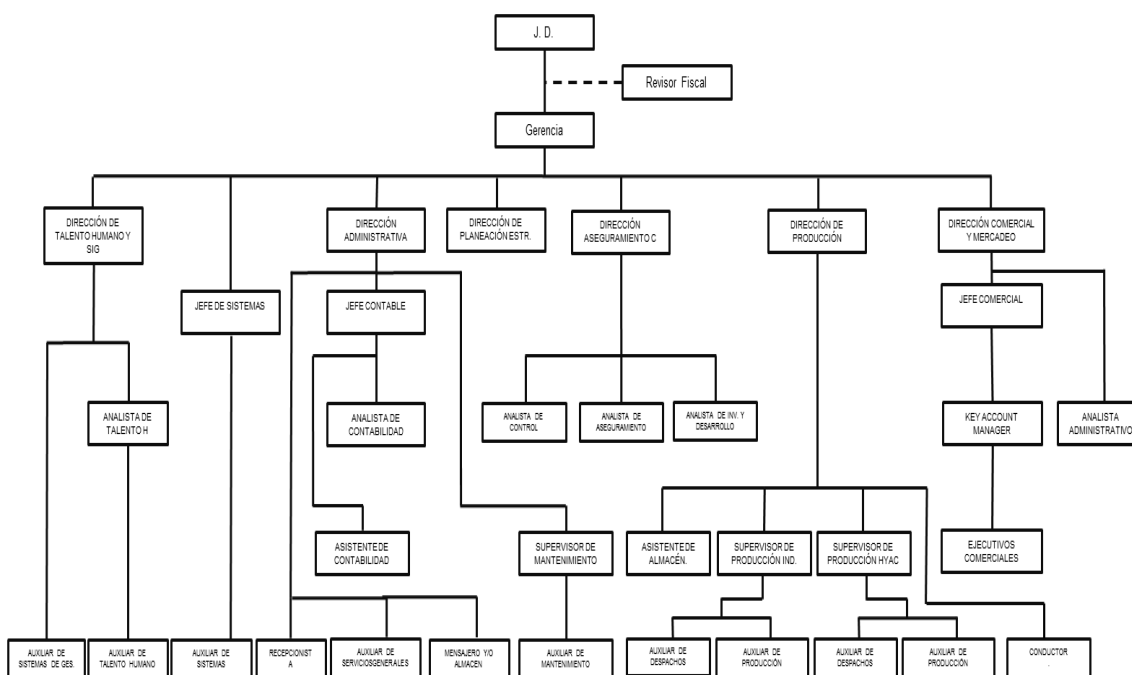 J. D.
Revisor Fiscal
Gerencia
DIRECCIÓN DE
TALENTO HUMANO Y
SIG
DIRECCIÓN
ADMINISTRATIVA
DIRECCIÓN DE
PLANEACIÓN ESTR.
DIRECCIÓN
ASEGURAMIENTO C
DIRECCIÓN DE
PRODUCCIÓN
DIRECCIÓN COMERCIAL
Y MERCADEO
JEFE DE SISTEMAS
JEFE CONTABLE
JEFE COMERCIAL
ANALISTA DE
TALENTO H
ANALISTA DE
CONTABILIDAD
ANALISTA DE
CONTROL
ANALISTA DE
ASEGURAMIENTO
ANALISTA DE INV. Y
DESARROLLO
KEY ACCOUNT
MANAGER
ANALISTA
ADMINISTRATIVO
ASISTENTE DE
CONTABILIDAD
SUPERVISOR DE
MANTENIMIENTO
ASISTENTE DE
ALMACÉN.
SUPERVISOR DE
PRODUCCIÓN IND.
SUPERVISOR DE
PRODUCCIÓN HYAC
EJECUTIVOS
COMERCIALES
AUXILIAR DE
SISTEMAS DE GES.
AUXILIAR DE
TALENTO HUMANO
AUXILIAR DE
SISTEMAS
RECEPCIONIST
A
AUXILIAR DE
SERVICIOSGENERALES
MENSAJERO Y/O
ALMACEN
AUXILIAR DE
MANTENIMIENTO
AUXILIAR DE
DESPACHOS
AUXILIAR DE
PRODUCCIÓN
AUXILIAR DE
DESPACHOS
AUXILIAR DE
PRODUCCIÓN
CONDUCTOR
.